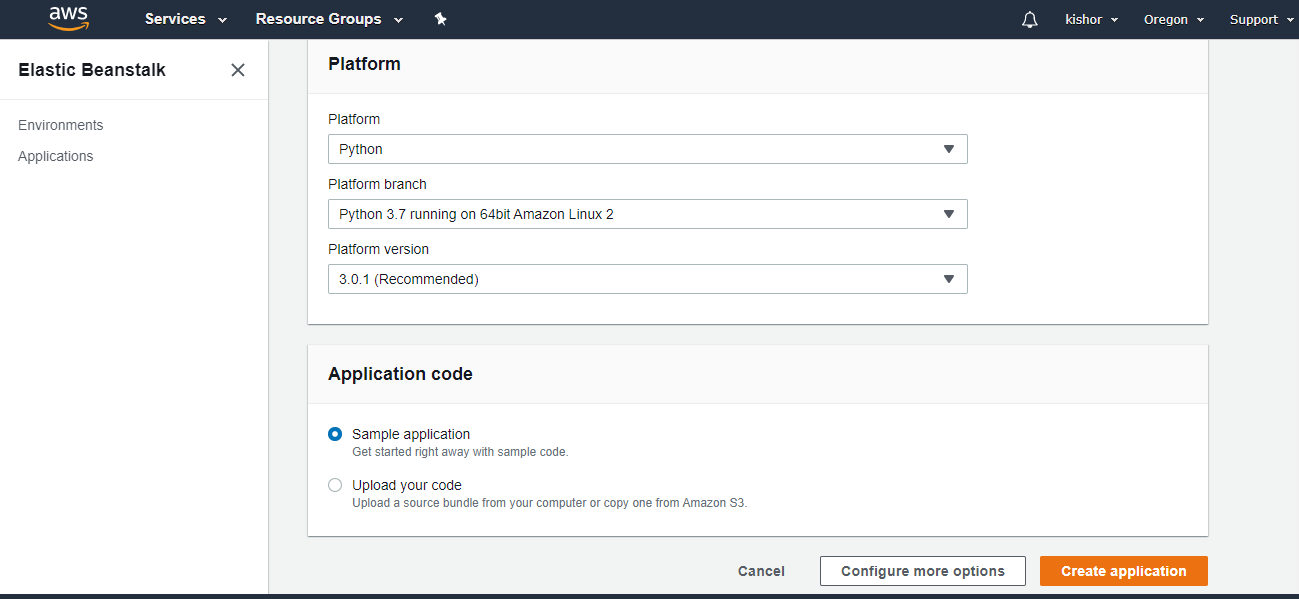 aws Services Resource Groups kishor Oregon Support
Elastic Beanstalk
Environments
Applications
Platform
Platform
Python
Platform branch
Python 3.7 running on 64bit Amazon Linux 2
Platform version
3.0.1 (Recommended)
Application code
Sample application
Get started right away with sample code.
Upload your code
Upload a source bundle from your computer or copy one from Amazon S3.
Cancel Configure more options Create application